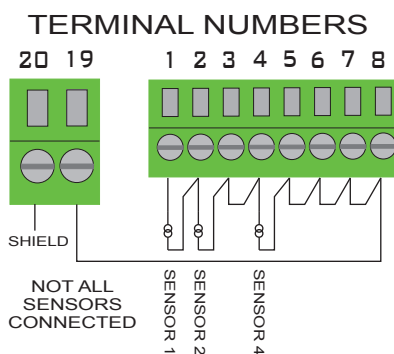 TERMINAL NUMBERS
20 19 1 2 3 4 5 6 7 8
SHIELD
NOT ALL
SENSORS
CONNECTED
SENSOR 1
SENSOR 2
SENSOR 4